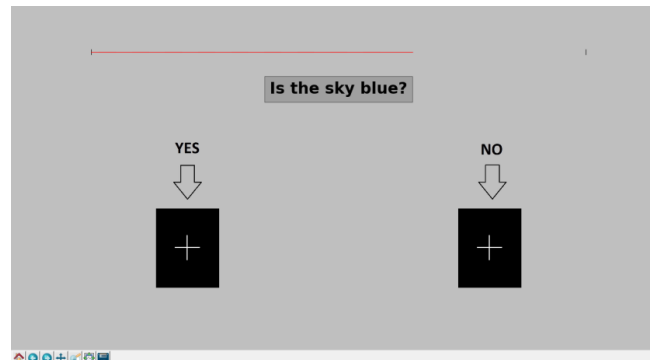 Is the sky blue?
YES
NO